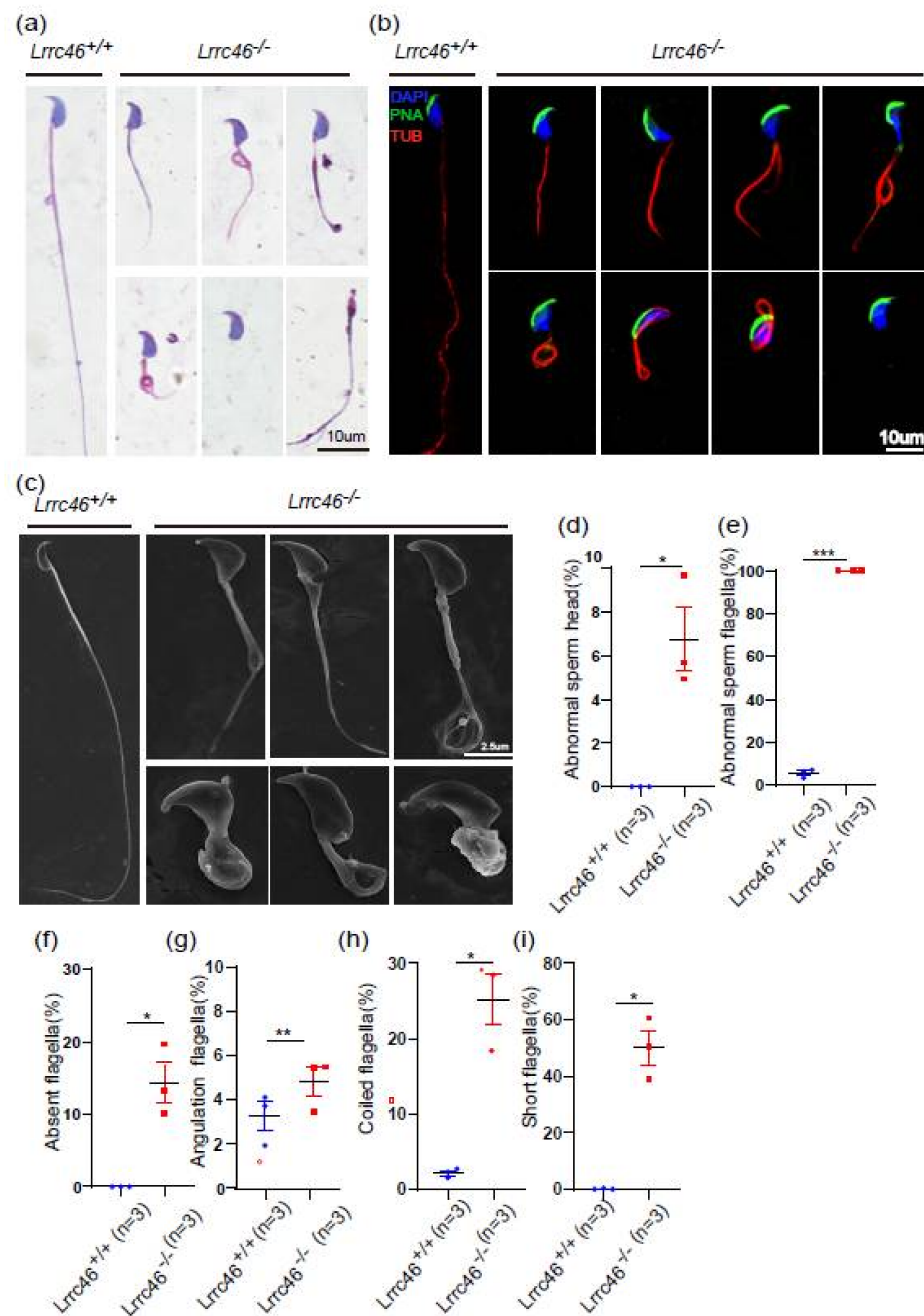 (a)
Lrrc46+/+
Lrrc46-/-
10um
(b)
Lrrc46+/+
Lrrc46-/-
DAPI
PNA
TUB
10um
(c)
Lrrc46+/+
Lrrc46-/-
2.5um
(d)
Abnormal sperm head(%)
10
8
6
4
2
0
*
Lrrc46+/+ (n=3)
Lrrc46-/- (n=3)
(e)
Abnormal sperm flagella(%)
100
80
60
40
20
0
***
Lrrc46+/+ (n=3)
Lrrc46-/- (n=3)
(f)
Absent flagella(%)
30
20
10
0
*
Lrrc46+/+ (n=3)
Lrrc46-/- (n=3)
(g)
Angulation flagella(%)
10
8
6
4
2
0
**
Lrrc46+/+ (n=3)
Lrrc46-/- (n=3)
(h)
Coiled flagella(%)
30
20
10
0
*
Lrrc46+/+ (n=3)
Lrrc46-/- (n=3)
(i)
Short flagella(%)
80
60
40
20
0
*
Lrrc46+/+ (n=3)
Lrrc46-/- (n=3)